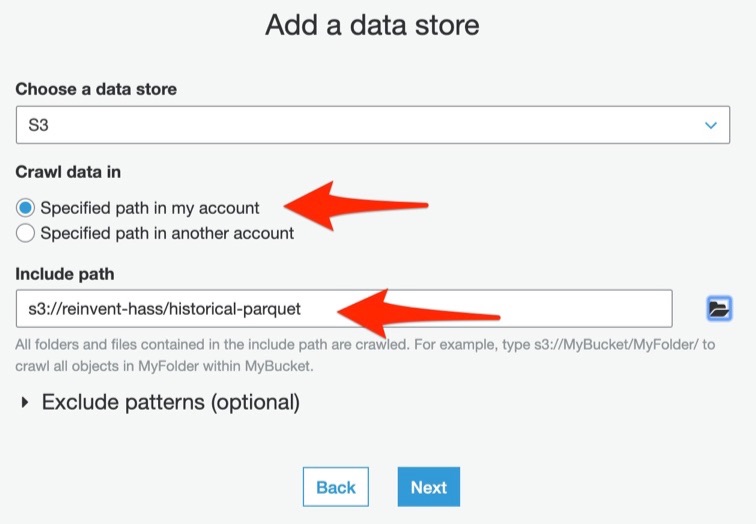 Add a data store
Choose a data store
S3
Crawl data in
Specified path in my account
Specified path in another account
Include path
s3://reinvent-hass/historical-parquet
All folders and files contained in the include path are crawled. For example, type s3://MyBucket/MyFolder/ to
crawl all objects in MyFolder within MyBucket.
Exclude patterns (optional)
Back
Next